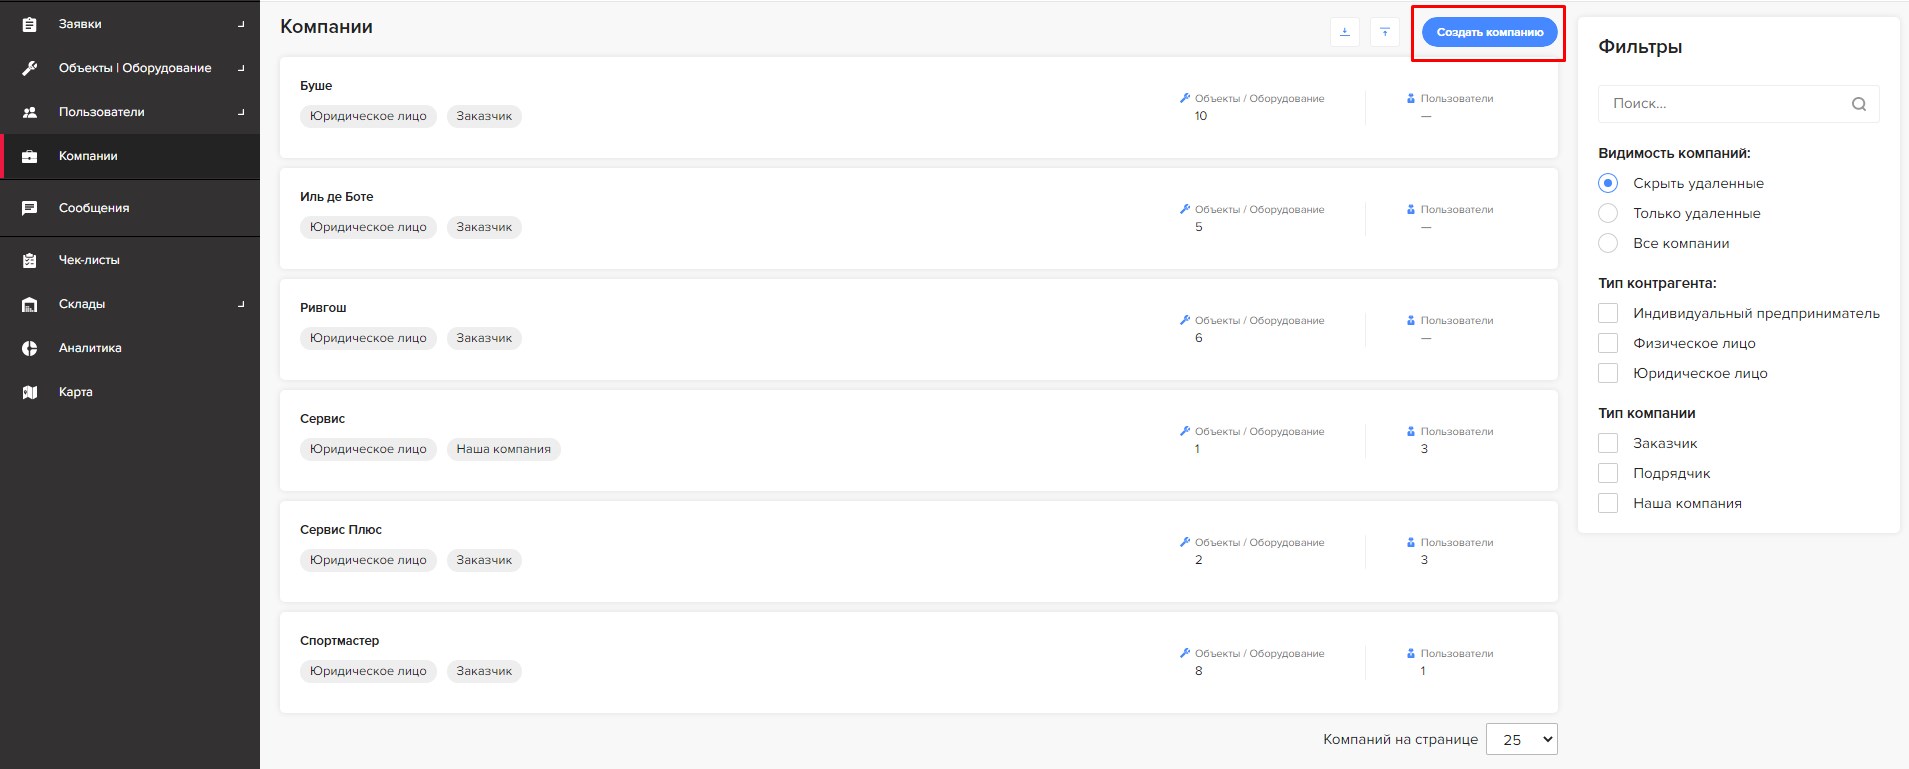 Заявки
Объекты | Оборудование
Пользователи
Компании
Сообщения
Чек-листы
Склады
Аналитика
Карта
Компании
Создать компанию
Буше
Юридическое лицо Заказчик
Объекты / Оборудование
10
Пользователи
—
Иль де Боте
Юридическое лицо Заказчик
Объекты / Оборудование
5
Пользователи
—
Ривгош
Юридическое лицо Заказчик
Объекты / Оборудование
6
Пользователи
—
Сервис
Юридическое лицо Наша компания
Объекты / Оборудование
1
Пользователи
3
Сервис Плюс
Юридическое лицо Заказчик
Объекты / Оборудование
2
Пользователи
3
Спортмастер
Юридическое лицо Заказчик
Объекты / Оборудование
8
Пользователи
1
Компаний на странице 25
Фильтры
Поиск...
Видимость компаний:
Скрыть удаленные
Только удаленные
Все компании
Тип контрагента:
Индивидуальный предприниматель
Физическое лицо
Юридическое лицо
Тип компании
Заказчик
Подрядчик
Наша компания